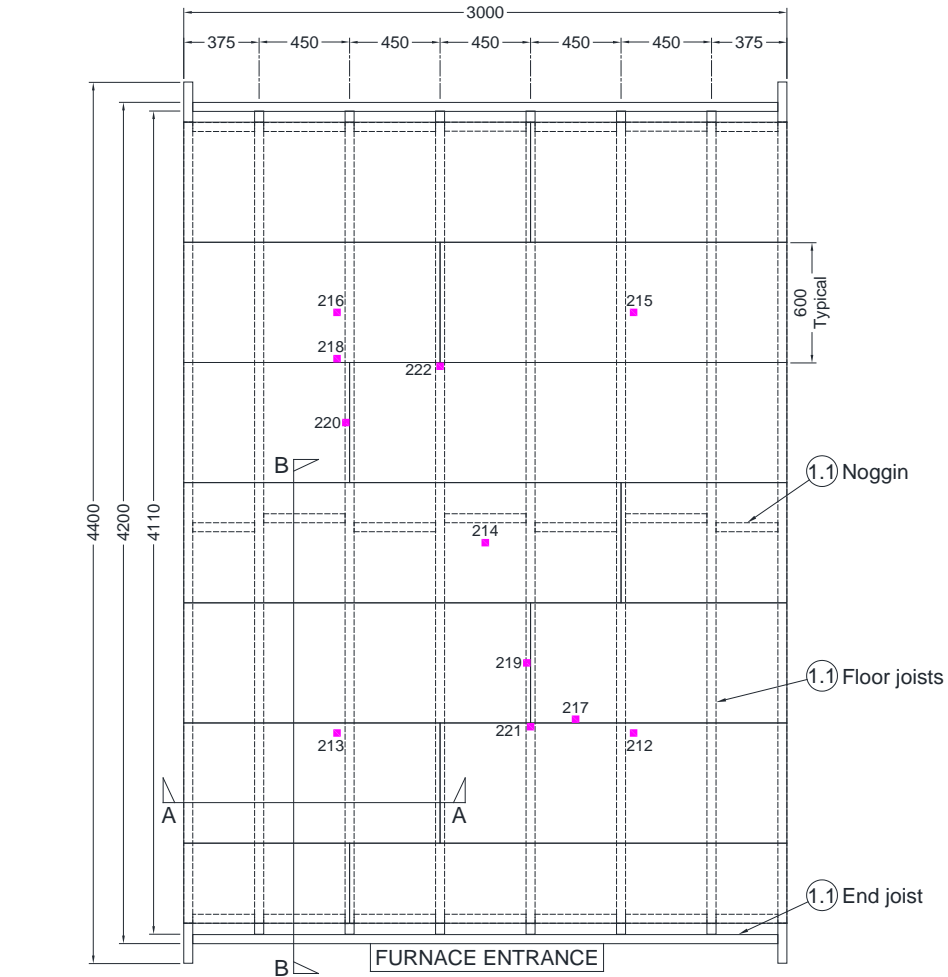 3000
375 450 450 450 450 450 375
4400
4200
4110
600
Typical
216
215
218
222
220
B
1.1 Noggin
214
219
1.1 Floor joists
217
221
213
212
A A
1.1 End joist
FURNACE ENTRANCE
B